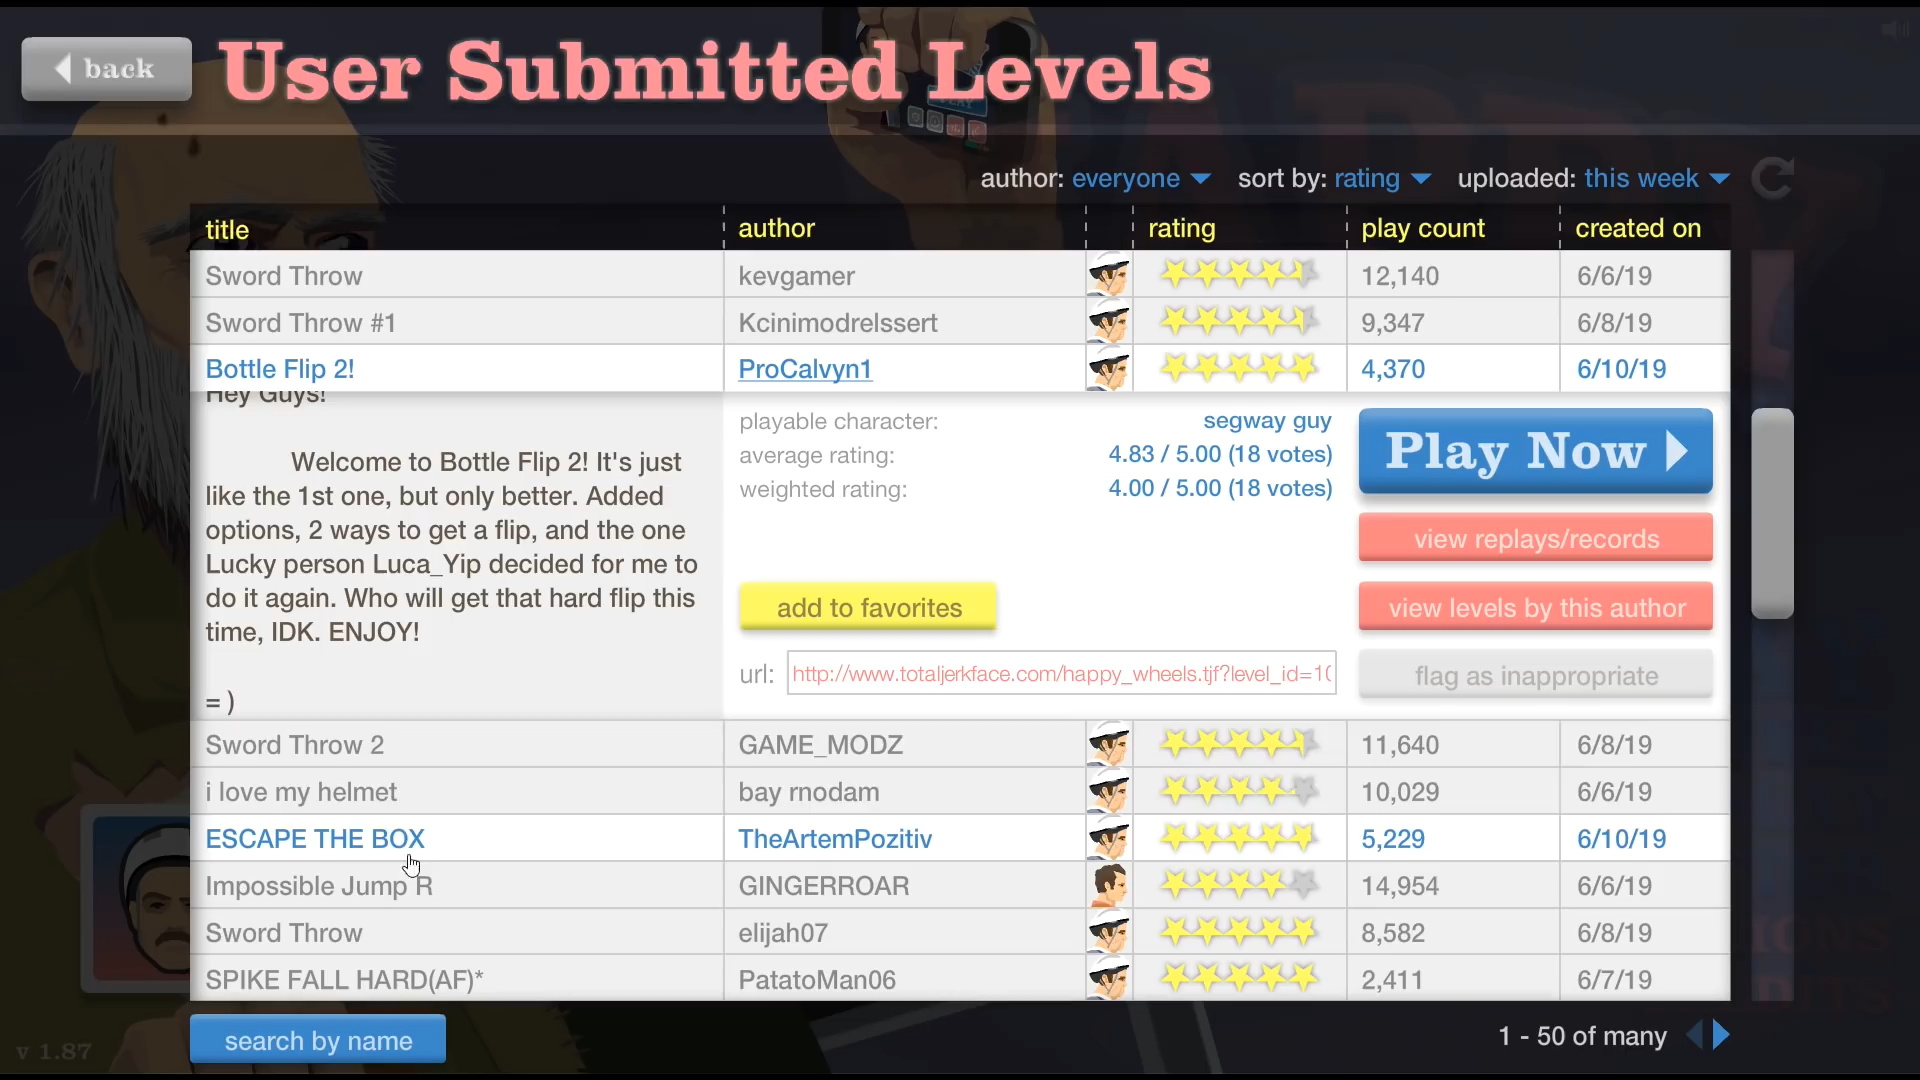 back
User Submitted Levels
author: everyone sort by: rating uploaded: this week
title author rating play count created on
Sword Throw kevgamer 12,140 6/6/19
Sword Throw #1 Kcinimodrelssert 9,347 6/8/19
Bottle Flip 2! ProCalvyn1 4,370 6/10/19
Hey Guys!
Welcome to Bottle Flip 2! It's just
like the 1st one, but only better. Added
options, 2 ways to get a flip, and the one
Lucky person Luca_Yip decided for me to
do it again. Who will get that hard flip this
time, IDK. ENJOY!
= )
playable character: segway guy
average rating: 4.83 / 5.00 (18 votes)
weighted rating: 4.00 / 5.00 (18 votes)
add to favorites
url: http://www.totaljerkface.com/happy_wheels.tjf?level_id=10
Play Now
view replays/records
view levels by this author
flag as inappropriate
Sword Throw 2 GAME_MODZ 11,640 6/8/19
i love my helmet bay rnodam 10,029 6/6/19
ESCAPE THE BOX TheArtemPozitiv 5,229 6/10/19
Impossible Jump R GINGERROAR 14,954 6/6/19
Sword Throw elijah07 8,582 6/8/19
SPIKE FALL HARD(AF)* PatatoMan06 2,411 6/7/19
search by name
1 - 50 of many
v 1.87